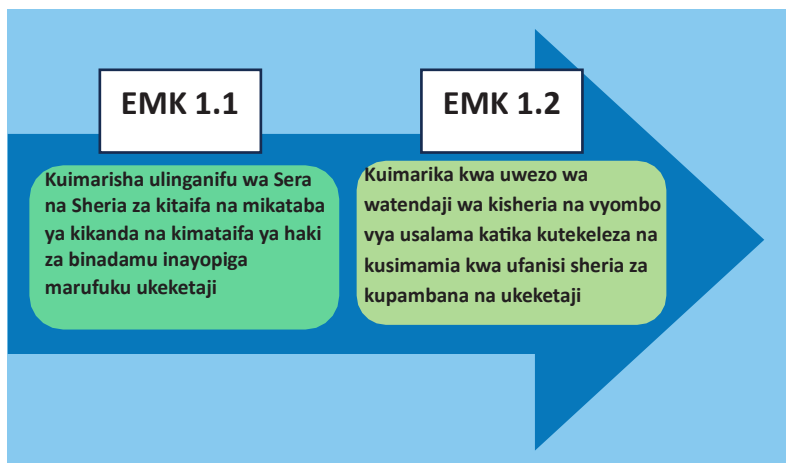 EMK 1.1
Kuimarisha ulinganifu wa Sera
na Sheria za kitaifa na mikataba
ya kikanda na kimataifa ya haki
za binadamu inayopiga
marufuku ukeketaji
EMK 1.2
Kuimarika kwa uwezo wa
watendaji wa kisheria na vyombo
vya usalama katika kutekeleza na
kusimamia kwa ufanisi sheria za
kupambana na ukeketaji